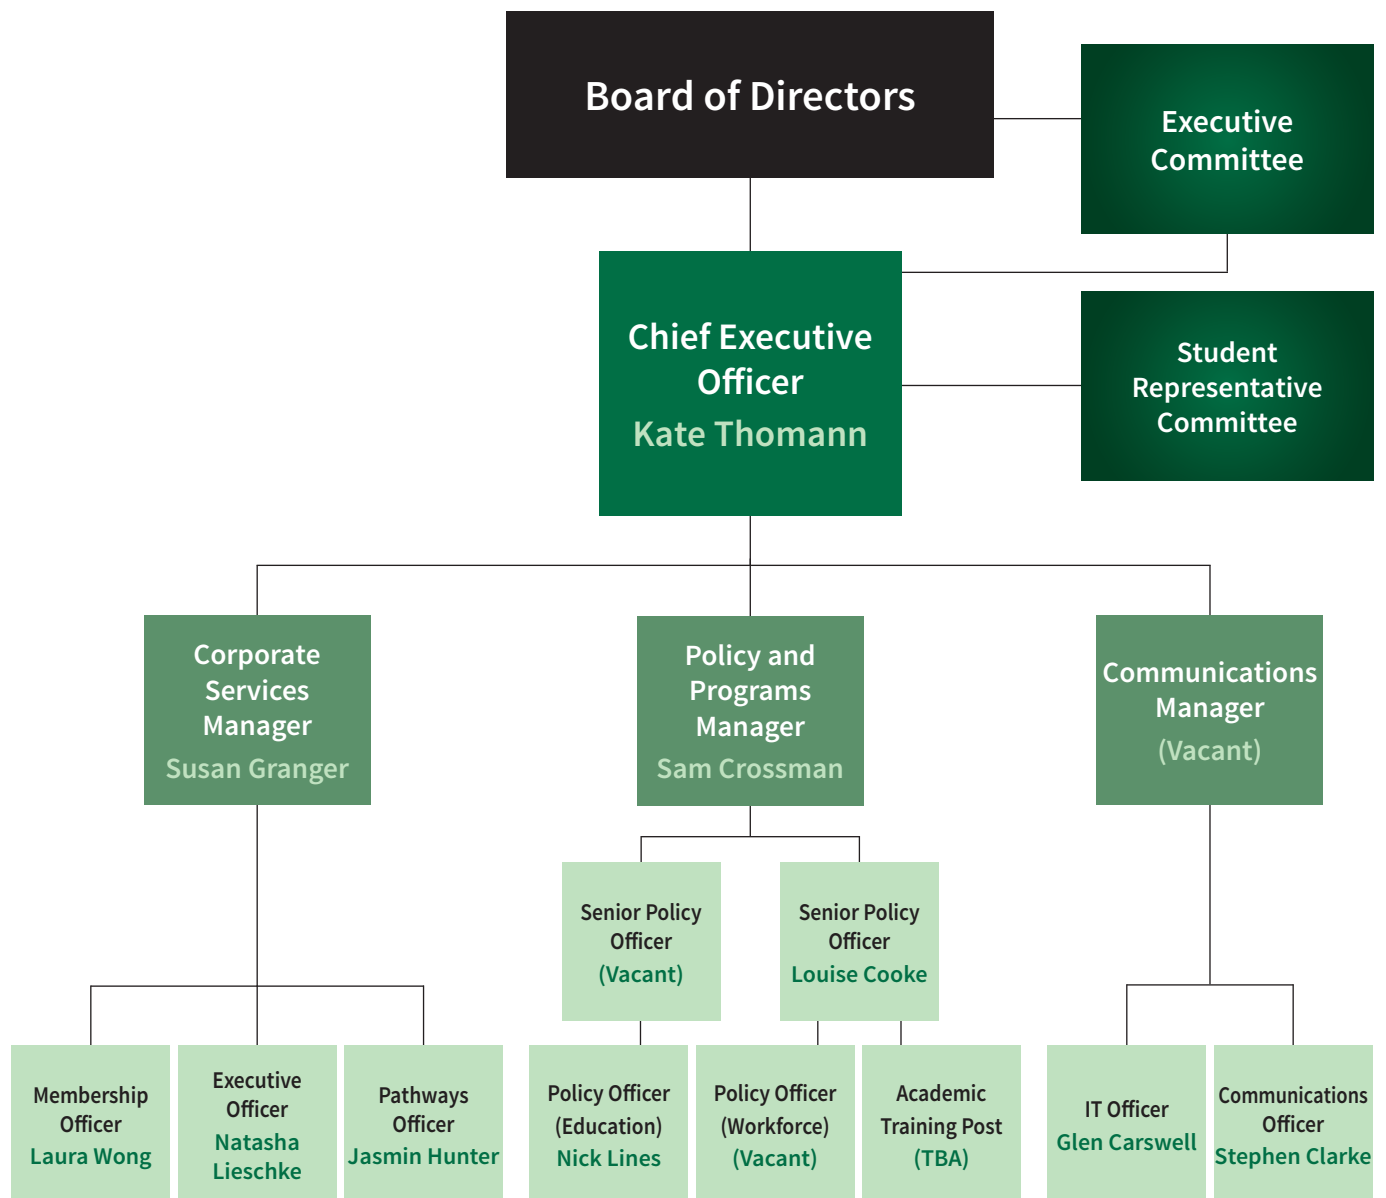 Board of Directors
Executive
Committee
Chief Executive
Officer
Kate Thomann
Student
Representative
Committee
Corporate
Services
Manager
Susan Granger
Policy and
Programs
Manager
Sam Crossman
Communications
Manager
(Vacant)
Senior Policy
Officer
(Vacant)
Senior Policy
Officer
Louise Cooke
Membership
Officer
Laura Wong
Executive
Officer
Natasha
Lieschke
Pathways
Officer
Jasmin Hunter
Policy Officer
(Education)
Nick Lines
Policy Officer
(Workforce)
(Vacant)
Academic
Training Post
(TBA)
IT Officer
Glen Carswell
Communications
Officer
Stephen Clarke